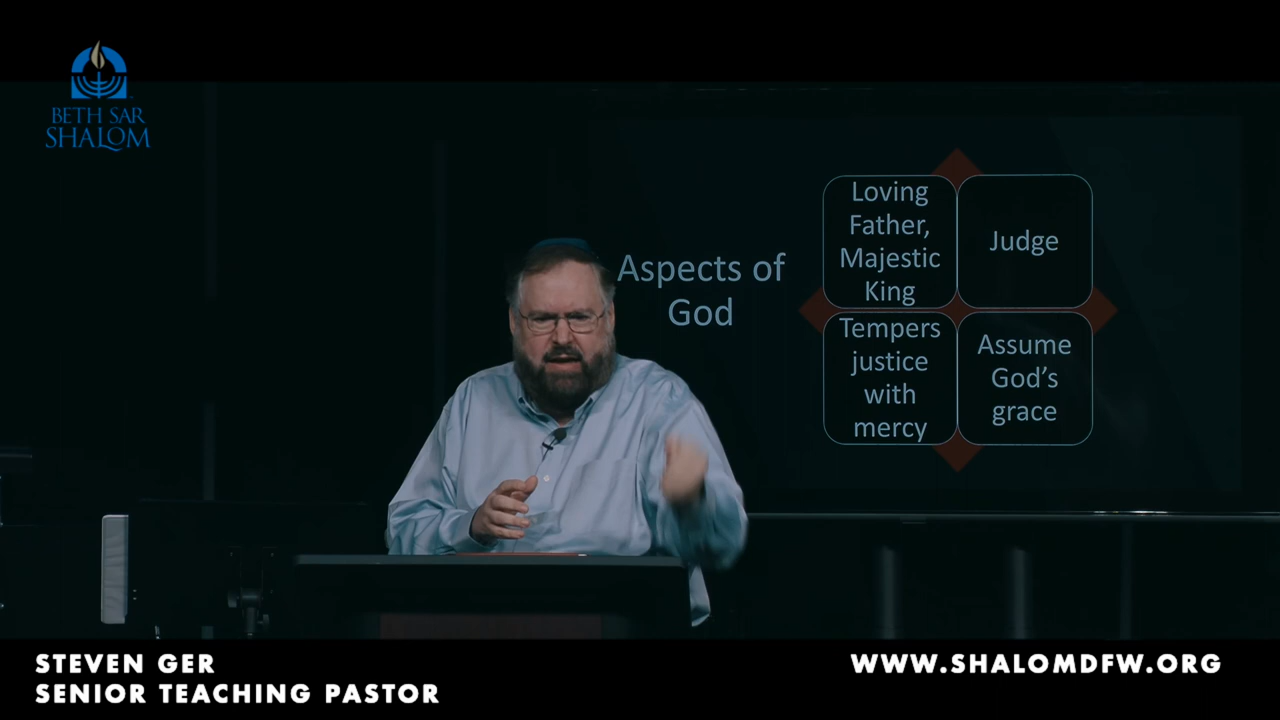 BETH SAR
SHALOM
Aspects of
God
Loving
Father,
Majestic
King
Judge
Tempers
justice
with
mercy
Assume
God's
grace
STEVEN GER
SENIOR TEACHING PASTOR
WWW.SHALOMDFW.ORG